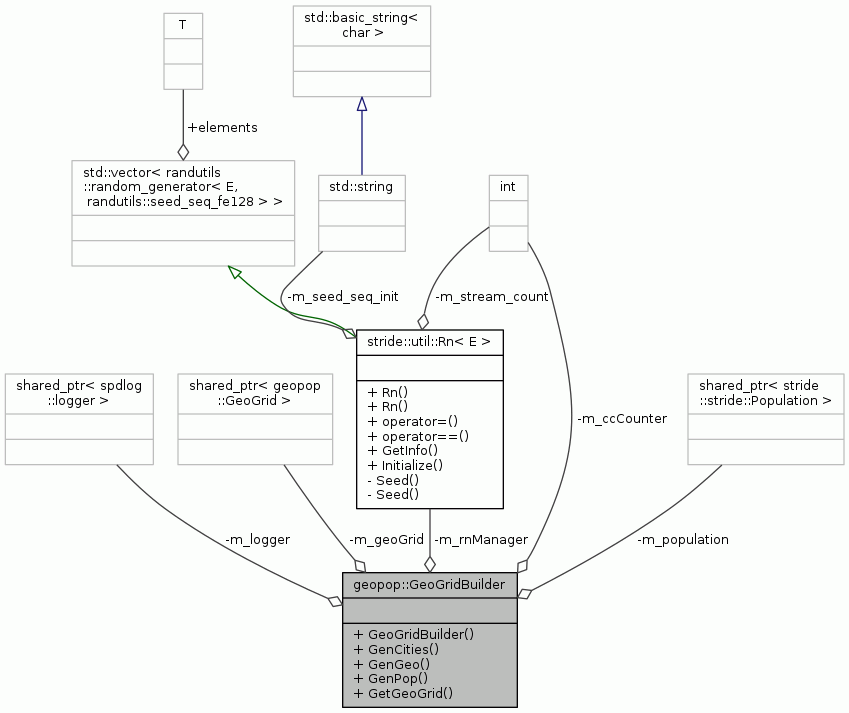 T
std::basic_string<
char >
+elements
std::vector< randutils
::random_generator< E,
randutils::seed_seq_fe128 > >
std::string
int
-m_seed_seq_init
-m_stream_count
stride::util::Rn< E >
+ Rn()
+ Rn()
+ operator=()
+ operator==()
+ GetInfo()
+ Initialize()
- Seed()
- Seed()
shared_ptr< spdlog
::logger >
shared_ptr< geopop
::GeoGrid >
-m_ccCounter
shared_ptr< stride
::stride::Population >
-m_logger
-m_geoGrid
-m_rnManager
-m_population
geopop::GeoGridBuilder
+ GeoGridBuilder()
+ GenCities()
+ GenGeo()
+ GenPop()
+ GetGeoGrid()